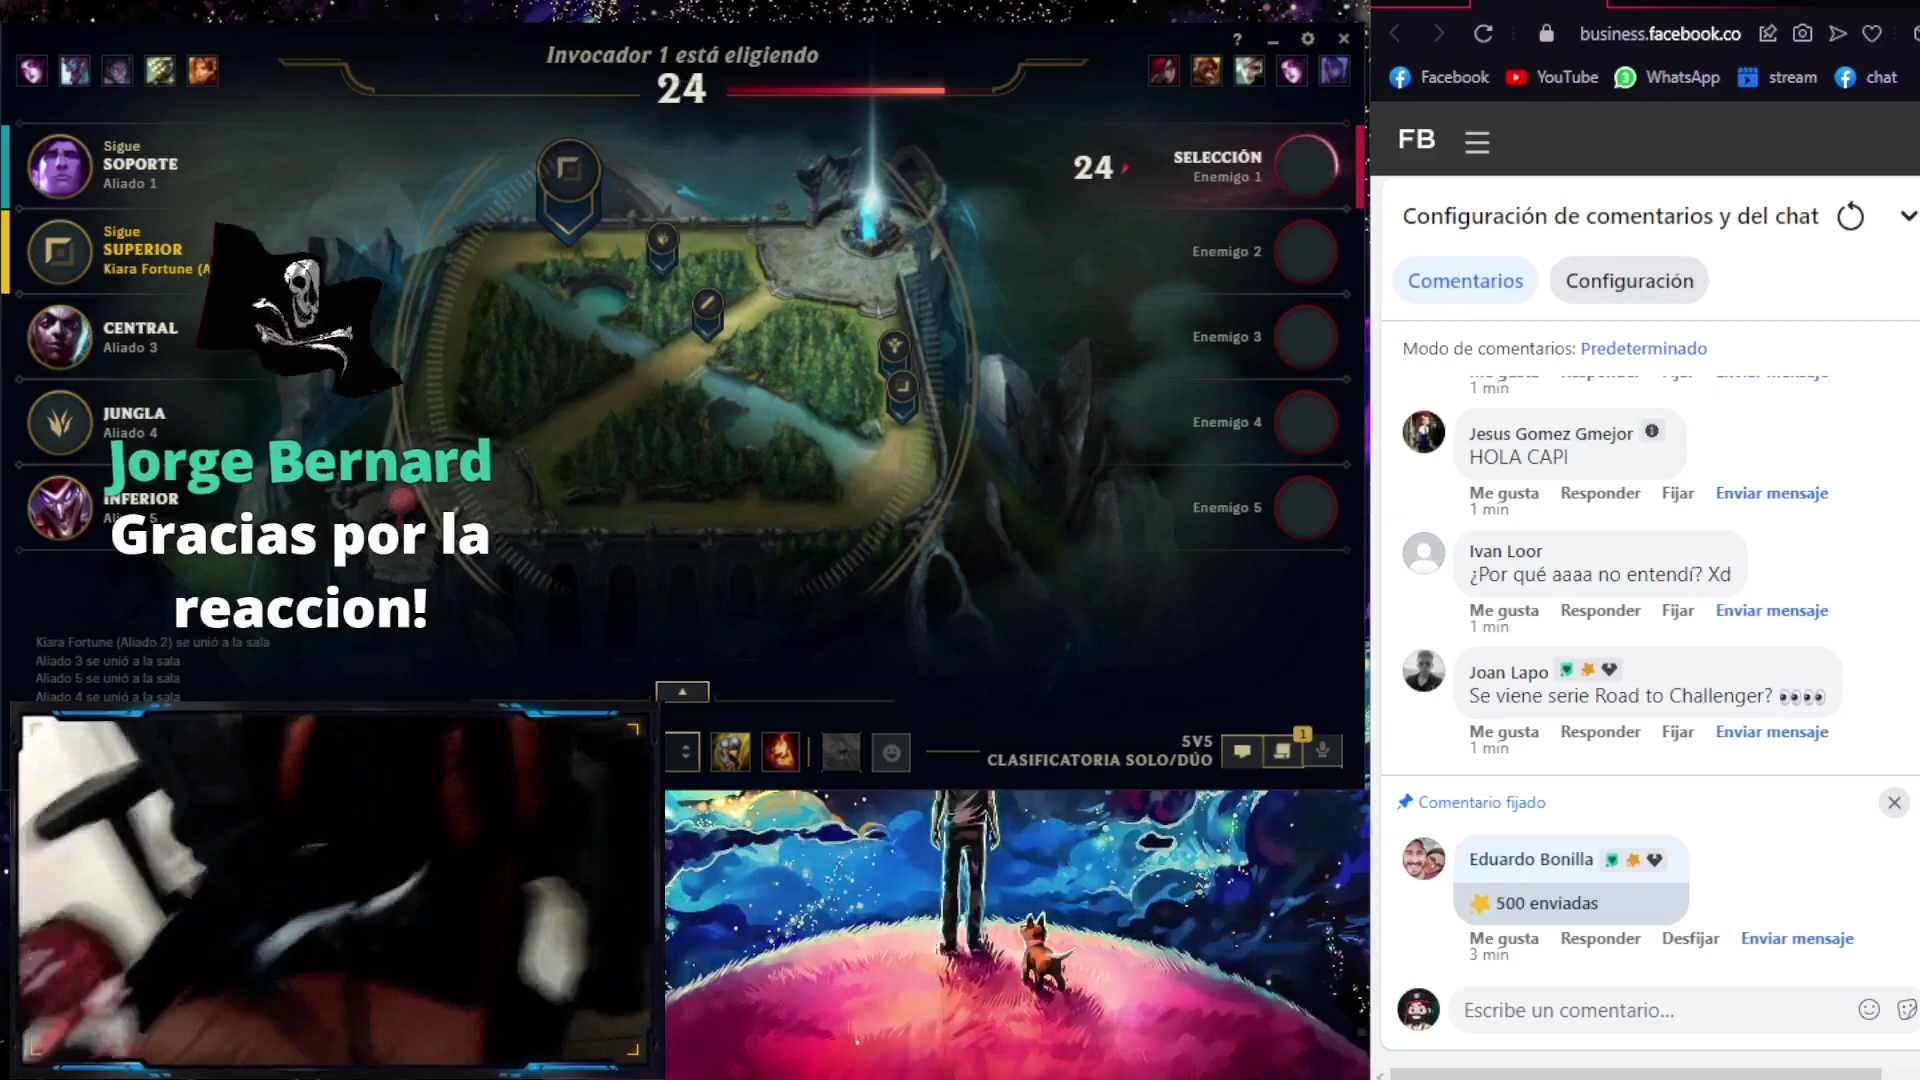 Invocador 1 está eligiendo
24
?
Sigue
SOPORTE
Aliado 1
Sigue
SUPERIOR
Kiara Fortune (A
CENTRAL
Aliado 3
JUNGLA
Aliado 4
INFERIOR
Jorge Bernard
Gracias por la
reaccion!
Kiara Fortune (Aliado 2) se unió a la sala
Aliado 3 se unió a la sala
Aliado 5 se unió a la sala
Aliado 4 se unió a la sala
24
SELECCIÓN
Enemigo 1
Enemigo 2
Enemigo 3
Enemigo 4
Enemigo 5
5V5
CLASIFICATORIA SOLO/DÚO
1
business.facebook.co
Facebook
YouTube
3
WhatsApp
stream
chat
FB
Configuración de comentarios y del chat
Comentarios
Configuración
Modo de comentarios: Predeterminado
1 min
Jesus Gomez Gmejor
HOLA CAPI
Me gusta Responder Fijar Enviar mensaje
1 min
Ivan Loor
¿Por qué aaaa no entendí? Xd
Me gusta Responder Fijar Enviar mensaje
1 min
Joan Lapo
Se viene serie Road to Challenger? 👀👀
Me gusta Responder Fijar Enviar mensaje
1 min
Comentario fijado
Eduardo Bonilla
500 enviadas
Me gusta Responder Desfijar Enviar mensaje
3 min
Escribe un comentario...